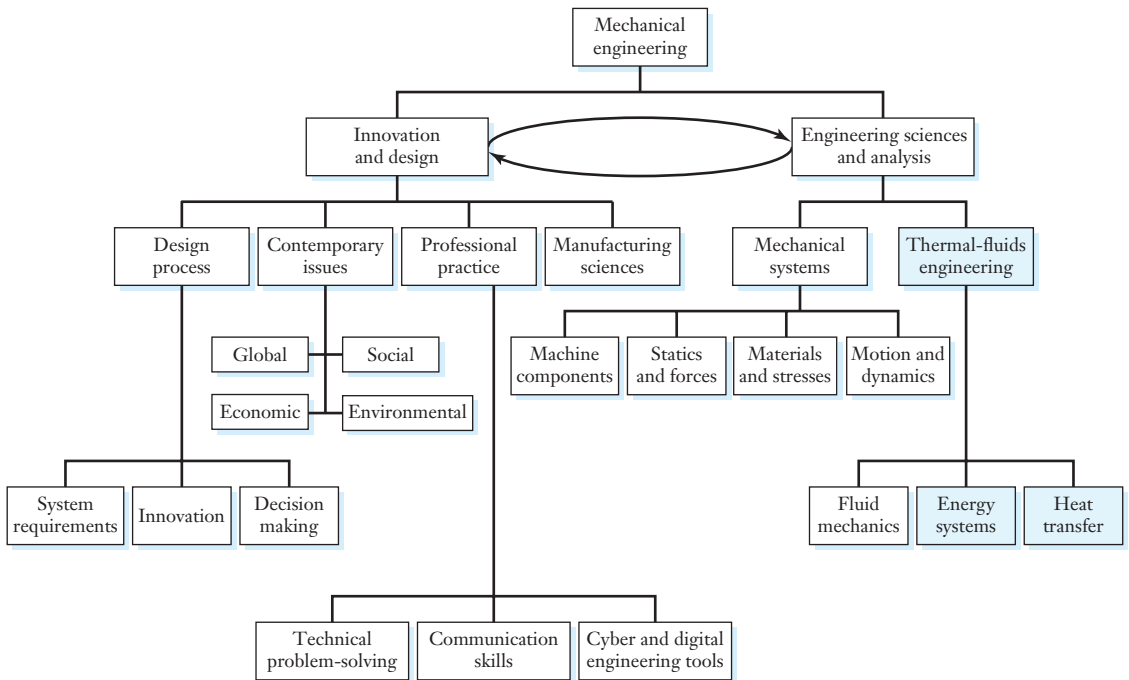 Mechanical
engineering
Innovation
and design
Engineering sciences
and analysis
Design
process
Contemporary
issues
Professional
practice
Manufacturing
sciences
Mechanical
systems
Thermal-fluids
engineering
Global
Social
Economic
Environmental
Machine
components
Statics
and forces
Materials
and stresses
Motion and
dynamics
System
requirements
Innovation
Decision
making
Fluid
mechanics
Energy
systems
Heat
transfer
Technical
problem-solving
Communication
skills
Cyber and digital
engineering tools